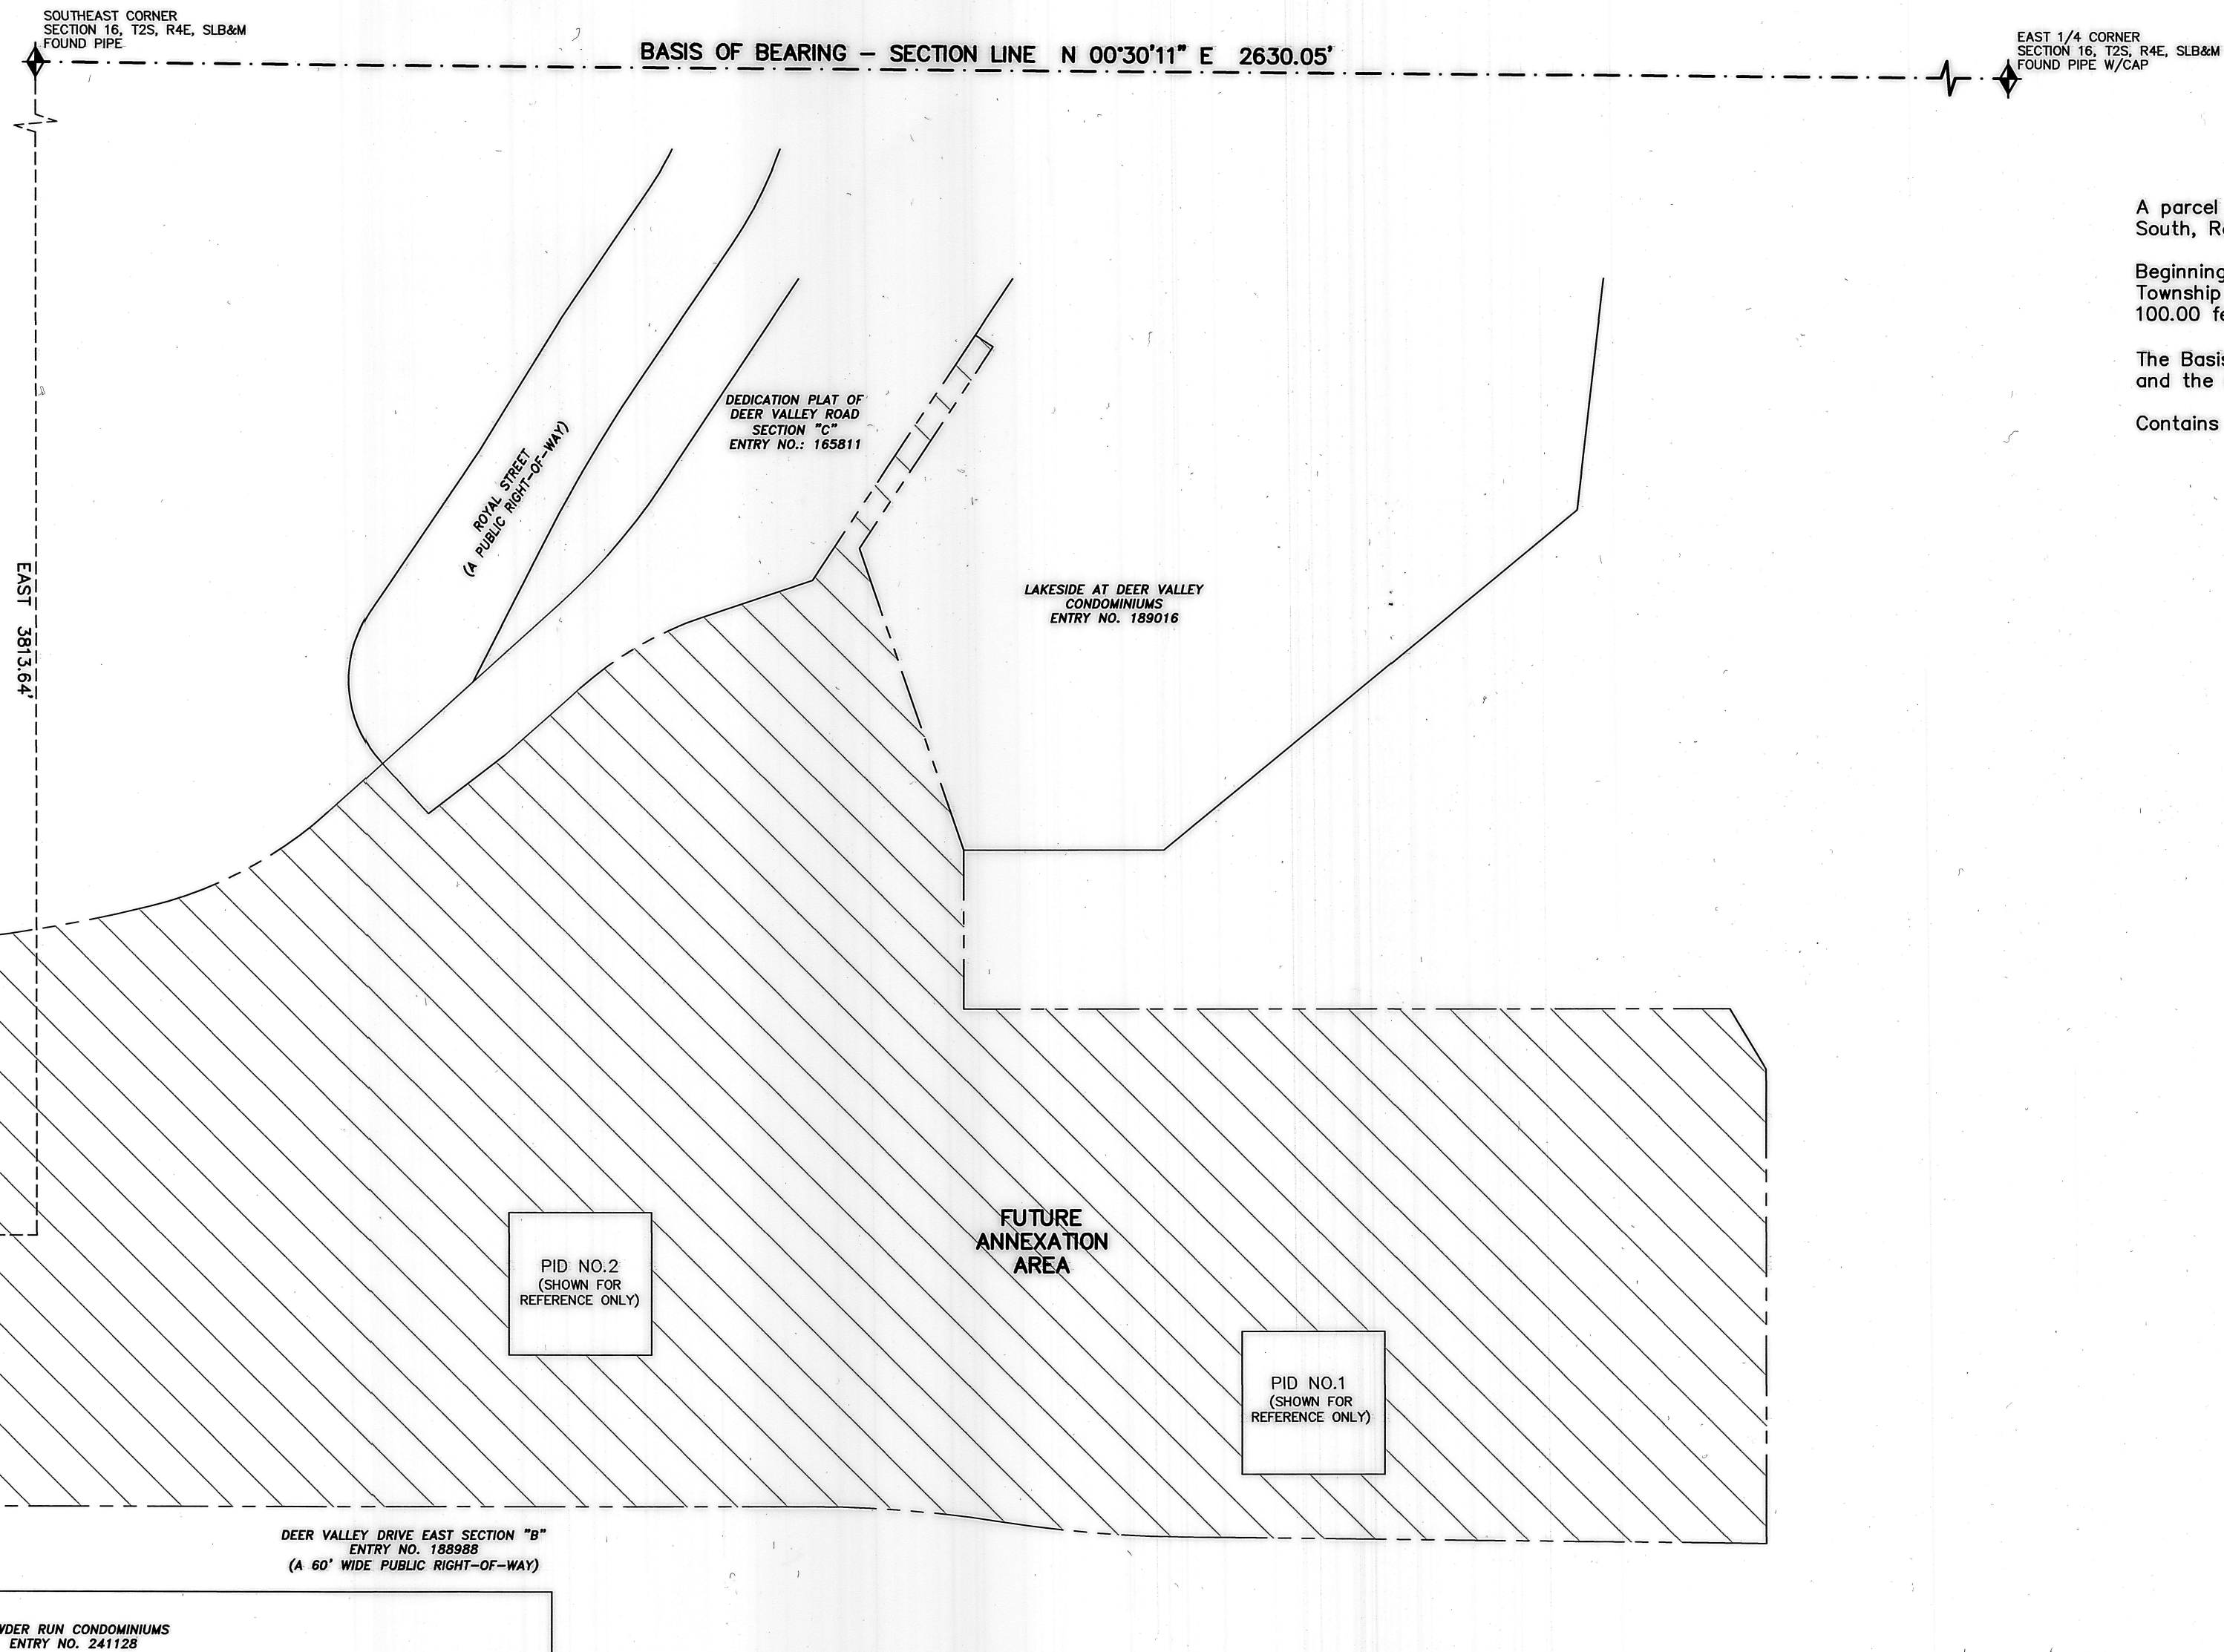 SOUTHEAST CORNER
SECTION 16, T2S, R4E, SLB&M
FOUND PIPE
BASIS OF BEARING – SECTION LINE N 00°30'11" E 2630.05'
EAST 1/4 CORNER
SECTION 16, T2S, R4E, SLB&M
FOUND PIPE W/CAP
A parcel
South, R
Beginning
Township
100.00 fe
The Basis
and the
Contains
DEDICATION PLAT OF
DEER VALLEY ROAD
SECTION "C"
ENTRY NO.: 165811
ROYAL STREET
(A PUBLIC RIGHT-OF-WAY)
EAST 3813.64'
LAKESIDE AT DEER VALLEY
CONDOMINIUMS
ENTRY NO. 189016
FUTURE
ANNEXATION
AREA
PID NO.2
(SHOWN FOR
REFERENCE ONLY)
PID NO.1
(SHOWN FOR
REFERENCE ONLY)
DEER VALLEY DRIVE EAST SECTION "B"
ENTRY NO. 188988
(A 60' WIDE PUBLIC RIGHT-OF-WAY)
WDER RUN CONDOMINIUMS
ENTRY NO. 241128